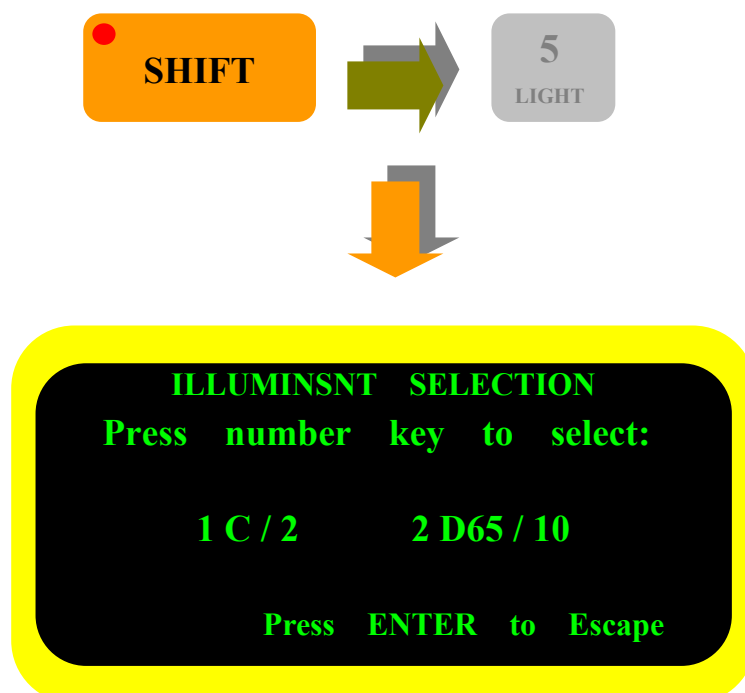 SHIFT
5
LIGHT
ILLUMINSNT SELECTION
Press number key to select:
1 C / 2 2 D65 / 10
Press ENTER to Escape